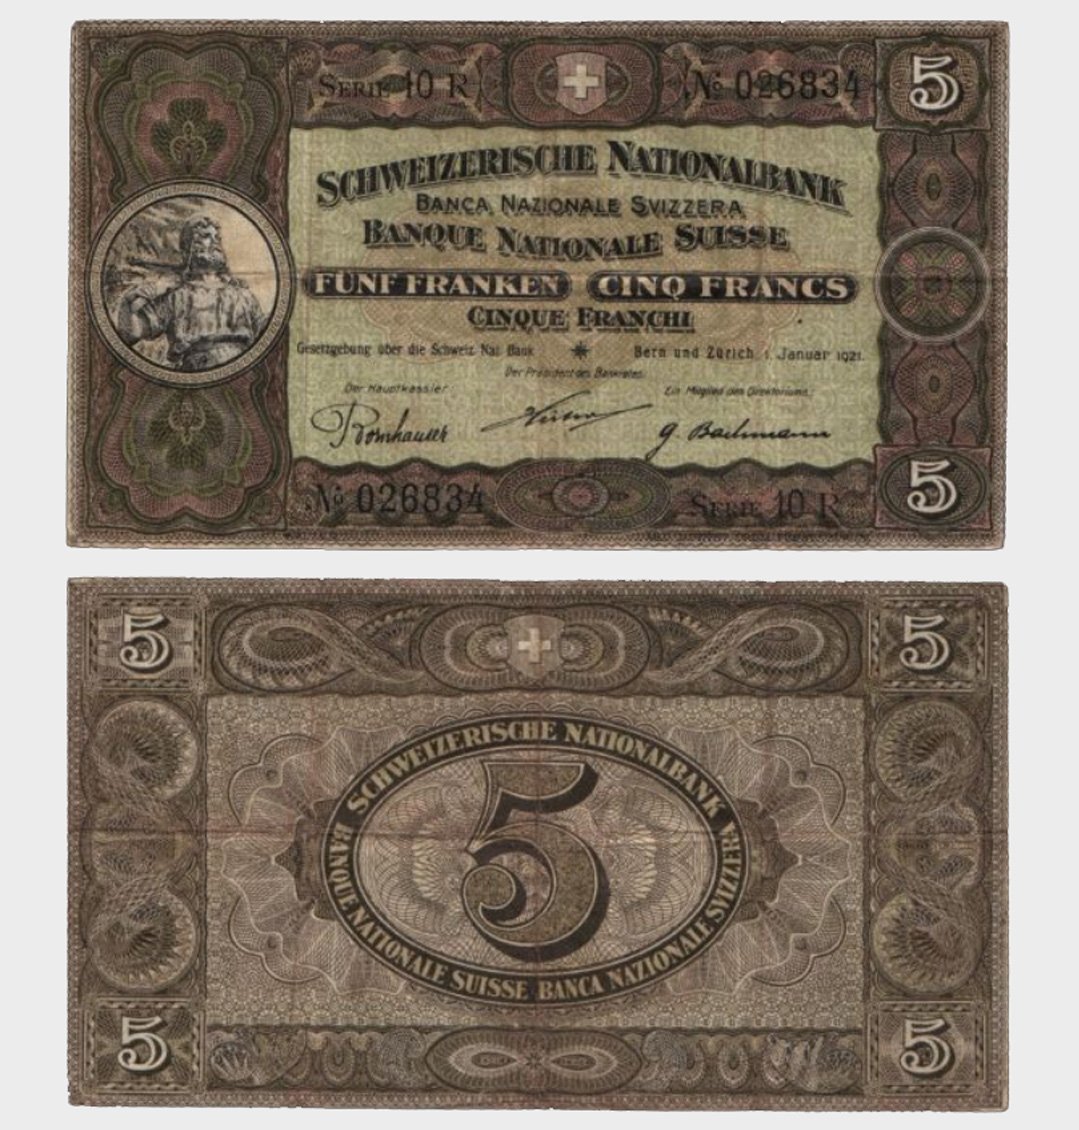 5
SERIE 10 R
№ 026834
SCHWEIZERISCHE NATIONALBANK
BANCA NAZIONALE SVIZZERA
BANQUE NATIONALE SUISSE
FÜNF FRANKEN CINQ FRANCS
CINQUE FRANCHI
Gesetzgebung über die Schweiz. Nat. Bank
Bern und Zürich 1. Januar 1921.
Der Präsident des Bankrates:
Der Hauptkassier:
Ein Mitglied des Direktoriums:
Bornhauser
G. Bachmann
№ 026834
SERIE 10 R
5
5
5
SCHWEIZERISCHE NATIONALBANK
5
BANQUE NATIONALE SUISSE BANCA NAZIONALE SVIZZERA
5
5